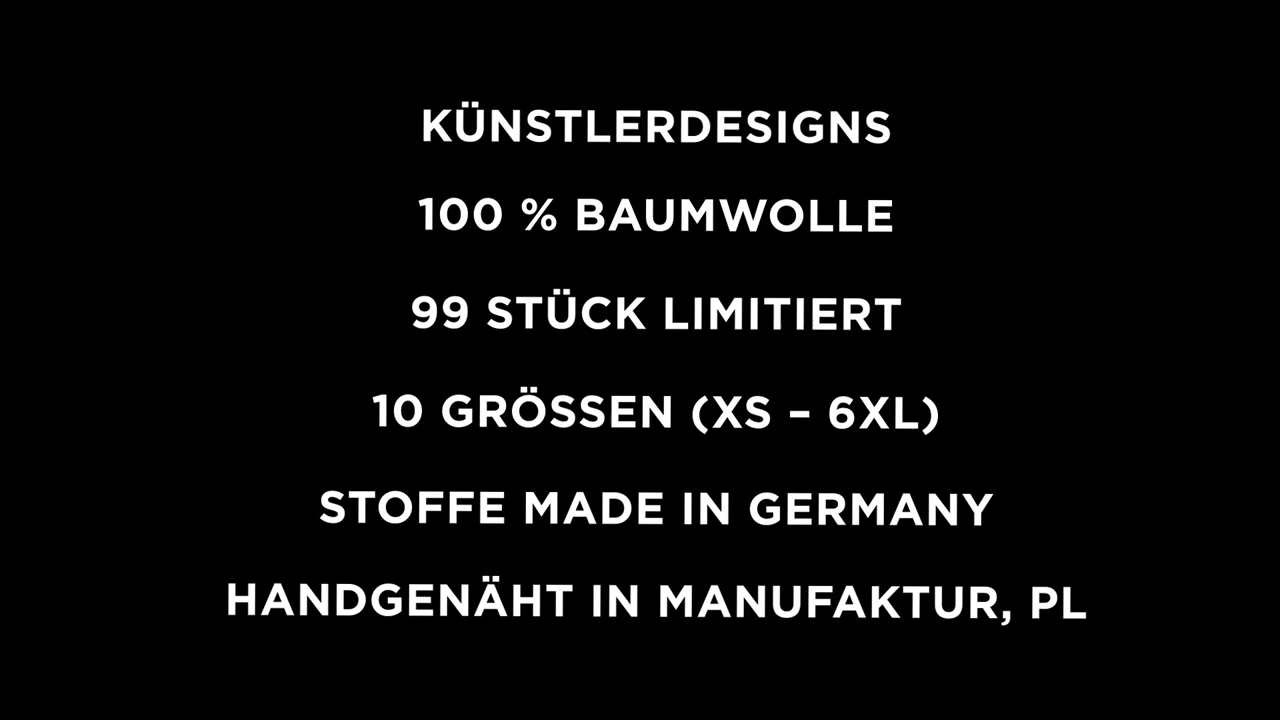 KÜNSTLERDESIGNS
100 % BAUMWOLLE
99 STÜCK LIMITIERT
10 GRÖSSEN (XS – 6XL)
STOFFE MADE IN GERMANY
HANDGENÄHT IN MANUFAKTUR, PL